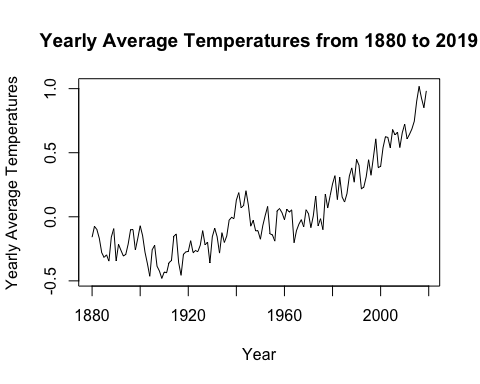 Yearly Average Temperatures from 1880 to 2019
Yearly Average Temperatures
1.0
0.5
0.0
-0.5
1880 1920 1960 2000
Year